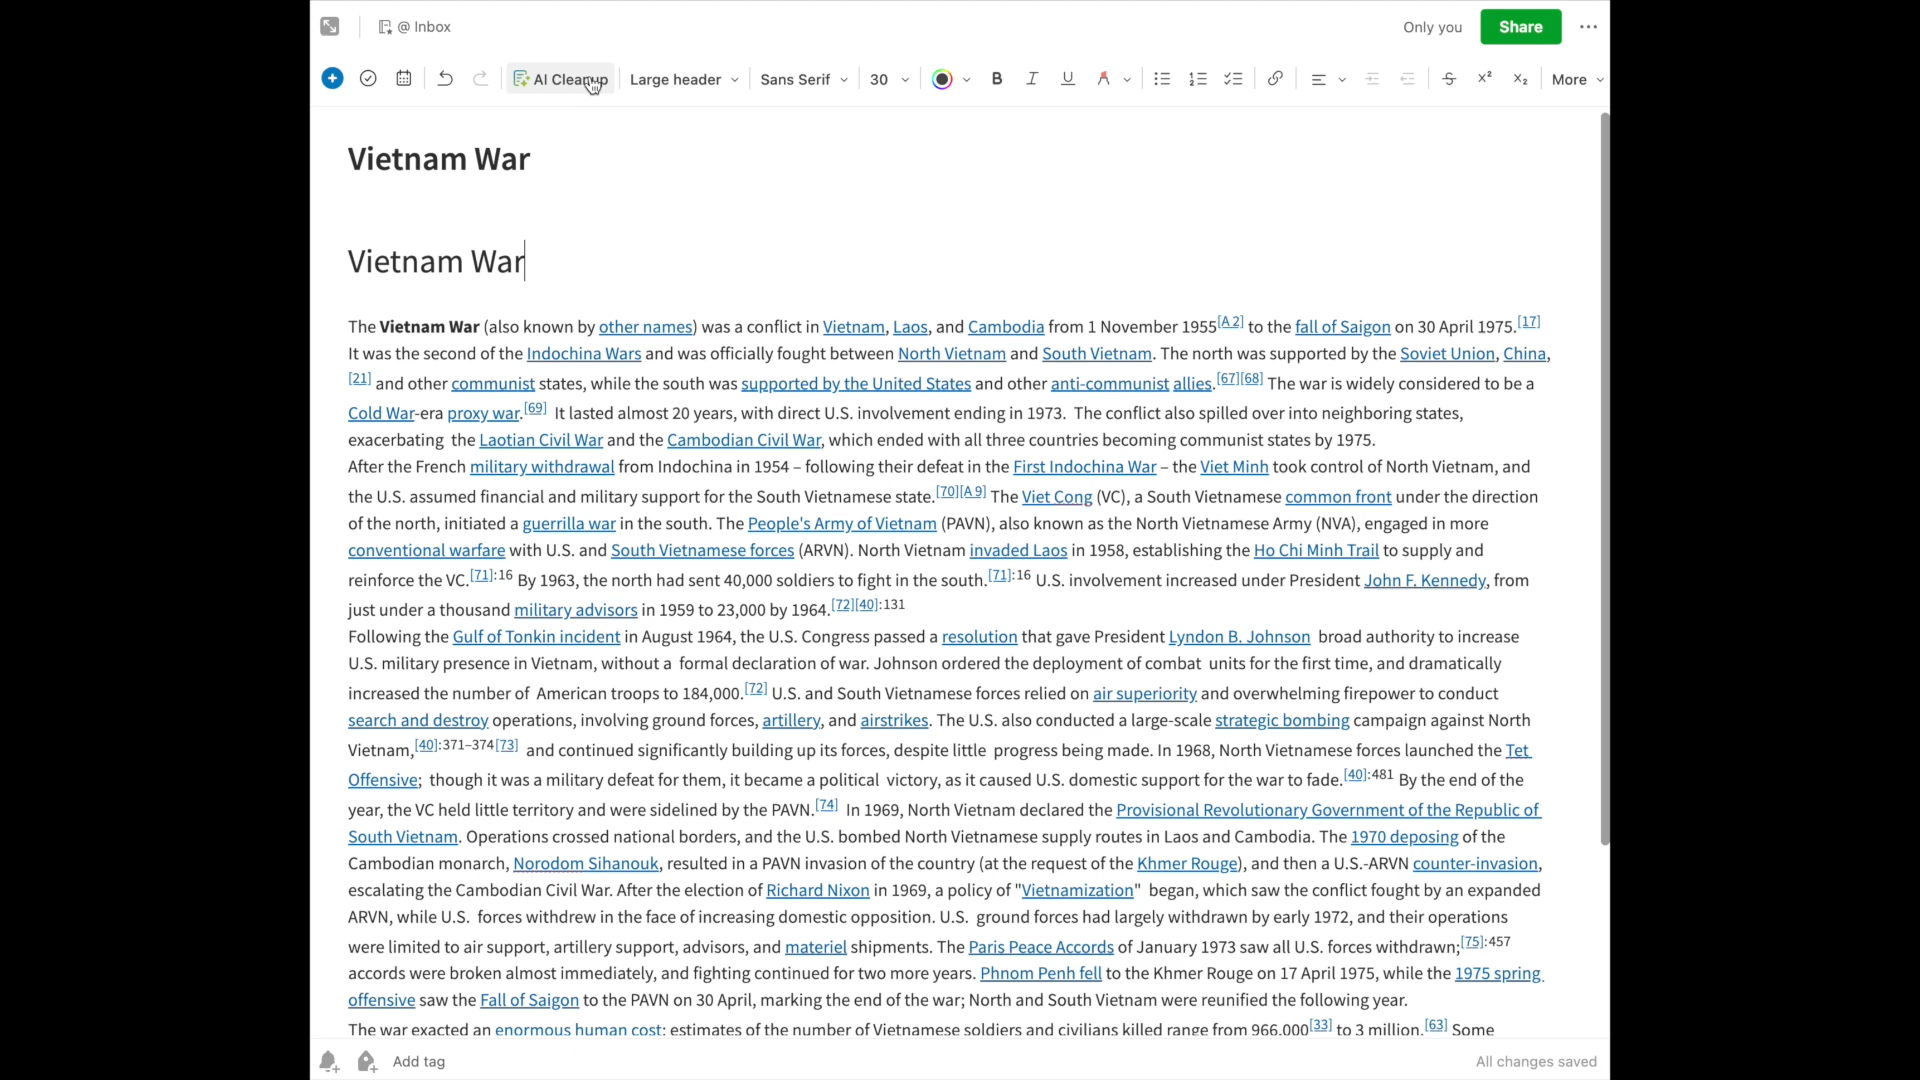 @ Inbox
Only you
Share
AI Cleanup
Large header
Sans Serif
30
B
I
U
S
x²
x₂
More
Vietnam War
Vietnam War
The Vietnam War (also known by other names) was a conflict in Vietnam, Laos, and Cambodia from 1 November 1955[A 2] to the fall of Saigon on 30 April 1975.[17]
It was the second of the Indochina Wars and was officially fought between North Vietnam and South Vietnam. The north was supported by the Soviet Union, China,
[21] and other communist states, while the south was supported by the United States and other anti-communist allies.[67][68] The war is widely considered to be a
Cold War-era proxy war.[69] It lasted almost 20 years, with direct U.S. involvement ending in 1973. The conflict also spilled over into neighboring states,
exacerbating the Laotian Civil War and the Cambodian Civil War, which ended with all three countries becoming communist states by 1975.
After the French military withdrawal from Indochina in 1954 – following their defeat in the First Indochina War – the Viet Minh took control of North Vietnam, and
the U.S. assumed financial and military support for the South Vietnamese state.[70][A 9] The Viet Cong (VC), a South Vietnamese common front under the direction
of the north, initiated a guerrilla war in the south. The People's Army of Vietnam (PAVN), also known as the North Vietnamese Army (NVA), engaged in more
conventional warfare with U.S. and South Vietnamese forces (ARVN). North Vietnam invaded Laos in 1958, establishing the Ho Chi Minh Trail to supply and
reinforce the VC.[71]:16 By 1963, the north had sent 40,000 soldiers to fight in the south.[71]:16 U.S. involvement increased under President John F. Kennedy, from
just under a thousand military advisors in 1959 to 23,000 by 1964.[72][40]:131
Following the Gulf of Tonkin incident in August 1964, the U.S. Congress passed a resolution that gave President Lyndon B. Johnson broad authority to increase
U.S. military presence in Vietnam, without a formal declaration of war. Johnson ordered the deployment of combat units for the first time, and dramatically
increased the number of American troops to 184,000.[72] U.S. and South Vietnamese forces relied on air superiority and overwhelming firepower to conduct
search and destroy operations, involving ground forces, artillery, and airstrikes. The U.S. also conducted a large-scale strategic bombing campaign against North
Vietnam,[40]:371–374[73] and continued significantly building up its forces, despite little progress being made. In 1968, North Vietnamese forces launched the Tet
Offensive; though it was a military defeat for them, it became a political victory, as it caused U.S. domestic support for the war to fade.[40]:481 By the end of the
year, the VC held little territory and were sidelined by the PAVN.[74] In 1969, North Vietnam declared the Provisional Revolutionary Government of the Republic of
South Vietnam. Operations crossed national borders, and the U.S. bombed North Vietnamese supply routes in Laos and Cambodia. The 1970 deposing of the
Cambodian monarch, Norodom Sihanouk, resulted in a PAVN invasion of the country (at the request of the Khmer Rouge), and then a U.S.-ARVN counter-invasion,
escalating the Cambodian Civil War. After the election of Richard Nixon in 1969, a policy of "Vietnamization" began, which saw the conflict fought by an expanded
ARVN, while U.S. forces withdrew in the face of increasing domestic opposition. U.S. ground forces had largely withdrawn by early 1972, and their operations
were limited to air support, artillery support, advisors, and materiel shipments. The Paris Peace Accords of January 1973 saw all U.S. forces withdrawn;[75]:457
accords were broken almost immediately, and fighting continued for two more years. Phnom Penh fell to the Khmer Rouge on 17 April 1975, while the 1975 spring
offensive saw the Fall of Saigon to the PAVN on 30 April, marking the end of the war; North and South Vietnam were reunified the following year.
The war exacted an enormous human cost: estimates of the number of Vietnamese soldiers and civilians killed range from 966,000[33] to 3 million.[63] Some
Add tag
All changes saved